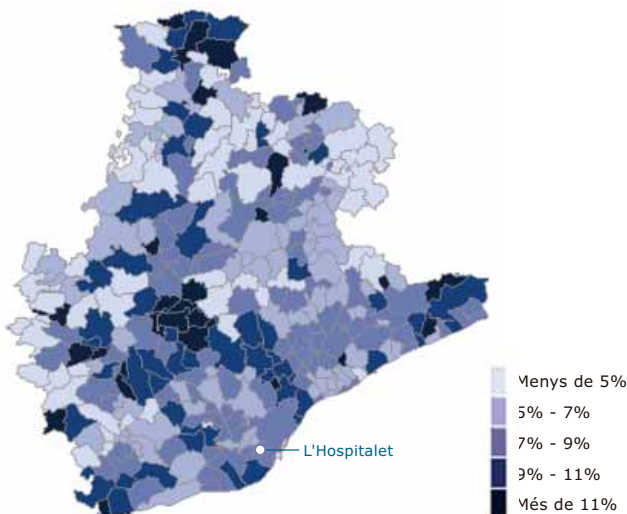 L'Hospitalet
Menys de 5%
5% - 7%
7% - 9%
9% - 11%
Més de 11%